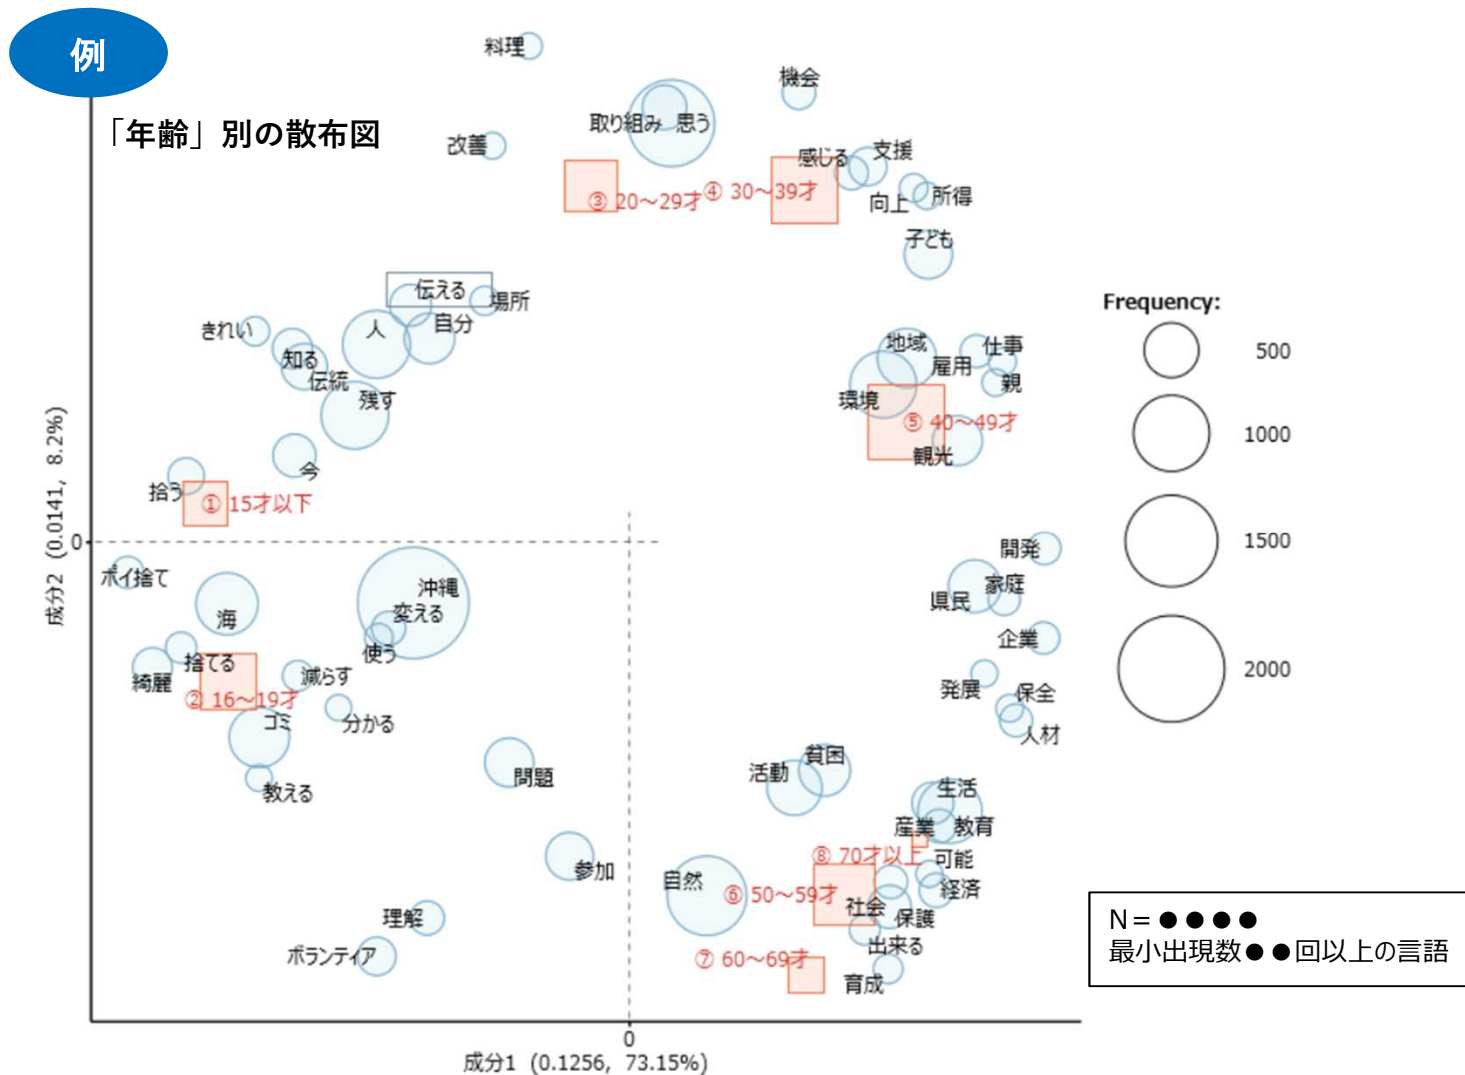 例
「年齢」別の散布図
料理
機会
取り組み
思う
改善
感じる
支援
③ 20～29才
④ 30～39才
向上
所得
子ども
伝える
場所
きれい
人
自分
知る
伝統
残す
地域
仕事
雇用
親
環境
⑤ 40～49才
観光
今
拾う
① 15才以下
ポイ捨て
海
沖縄
変える
使う
捨てる
綺麗
減らす
② 16～19才
コミ
分かる
教える
問題
参加
理解
ボランティア
開発
家庭
県民
企業
発展
保全
人材
貧困
活動
生活
産業
教育
⑧ 70才以上
可能
自然
⑥ 50～59才
経済
社会
保護
出来る
⑦ 60～69才
育成
0
成分2 (0.0141, 8.2%)
0
成分1 (0.1256, 73.15%)
Frequency:
500
1000
1500
2000
N＝●●●●
最小出現数●●回以上の言語